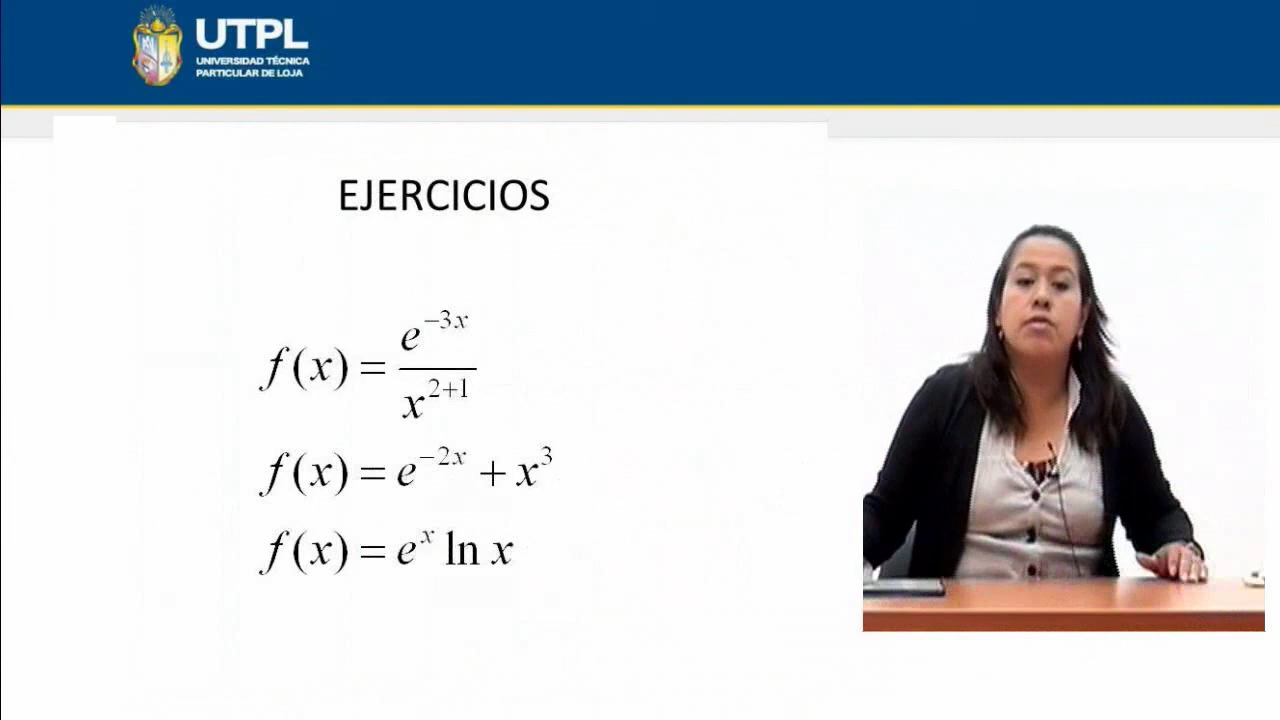 UTPL
UNIVERSIDAD TÉCNICA
PARTICULAR DE LOJA
EJERCICIOS
f(x) = e^{-3x} / x^{2+1}
f(x) = e^{-2x} + x^3
f(x) = e^x ln x